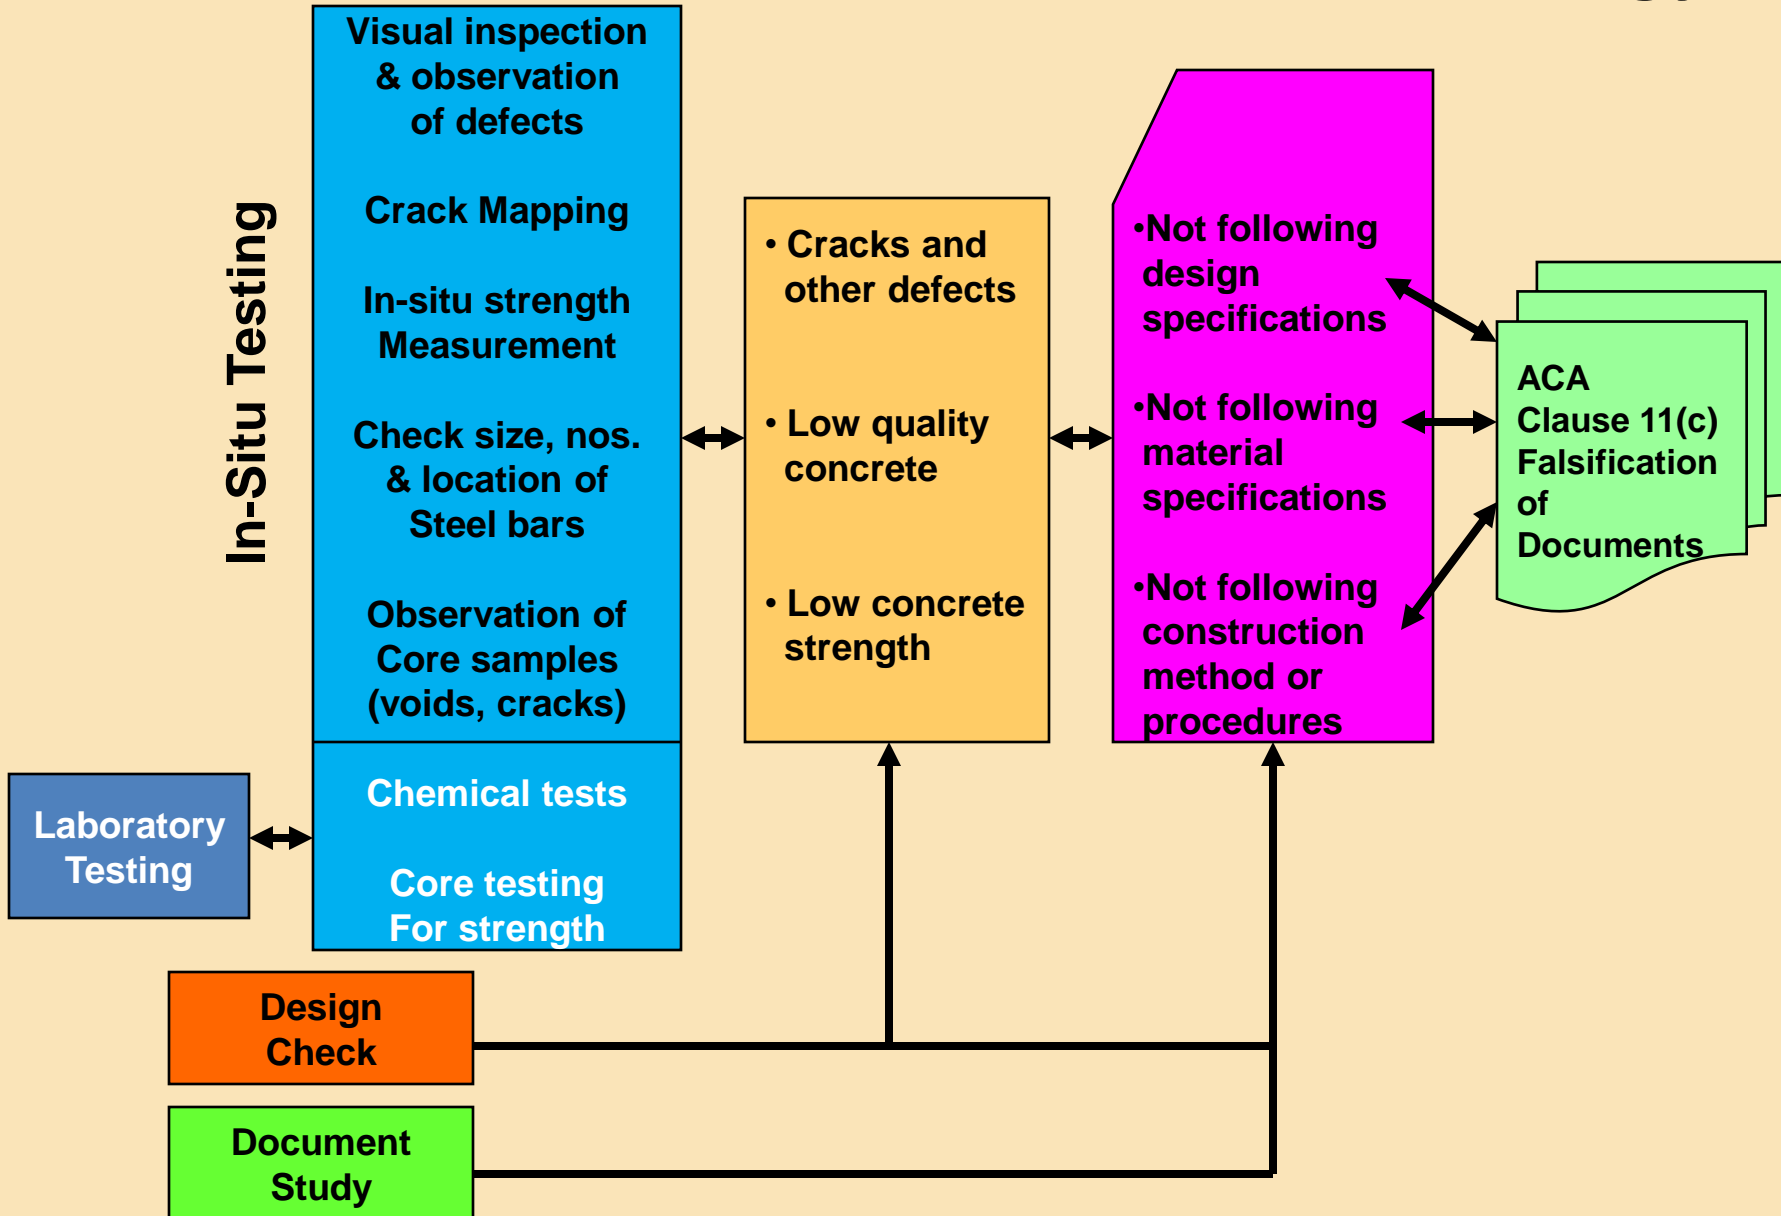 In-Situ Testing
Visual inspection
& observation
of defects
Crack Mapping
In-situ strength
Measurement
Check size, nos.
& location of
Steel bars
Observation of
Core samples
(voids, cracks)
Chemical tests
Core testing
For strength
Laboratory
Testing
• Cracks and
other defects
• Low quality
concrete
• Low concrete
strength
•Not following
design
specifications
•Not following
material
specifications
•Not following
construction
method or
procedures
ACA
Clause 11(c)
Falsification
of
Documents
Design
Check
Document
Study